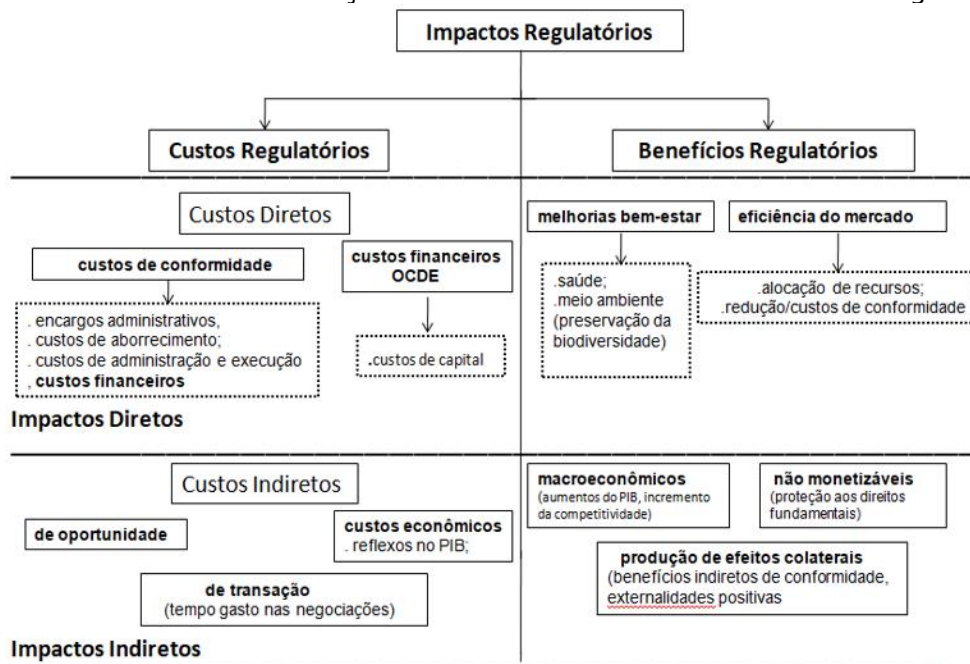 Impactos Regulatórios
Custos Regulatórios
Benefícios Regulatórios
Custos Diretos
custos de conformidade
. encargos administrativos,
. custos de aborrecimento;
. custos de administração e execução
, custos financeiros
custos financeiros
OCDE
.custos de capital
melhorias bem-estar
.saúde;
.meio ambiente
(preservação da
biodiversidade)
eficiência do mercado
.alocação de recursos;
.redução/custos de conformidade
Impactos Diretos
Custos Indiretos
de oportunidade
custos econômicos
. reflexos no PIB;
de transação
(tempo gasto nas negociações)
macroeconômicos
(aumentos do PIB, incremento
da competitividade)
não monetizáveis
(proteção aos direitos
fundamentais)
produção de efeitos colaterais
(benefícios indiretos de conformidade,
externalidades positivas
Impactos Indiretos